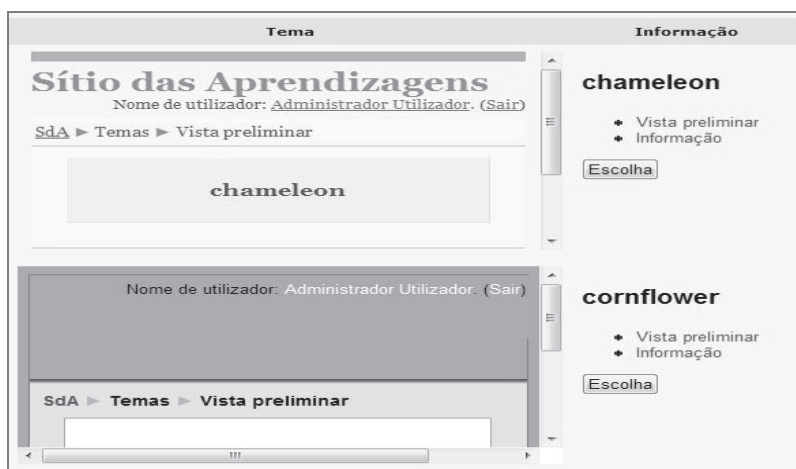 Tema
Informação
Sítio das Aprendizagens
Nome de utilizador: Administrador Utilizador. (Sair)
SdA ► Temas ► Vista preliminar
chameleon
chameleon
Vista preliminar
Informação
Escolha
Nome de utilizador: Administrador Utilizador. (Sair)
SdA ► Temas ► Vista preliminar
cornflower
Vista preliminar
Informação
Escolha